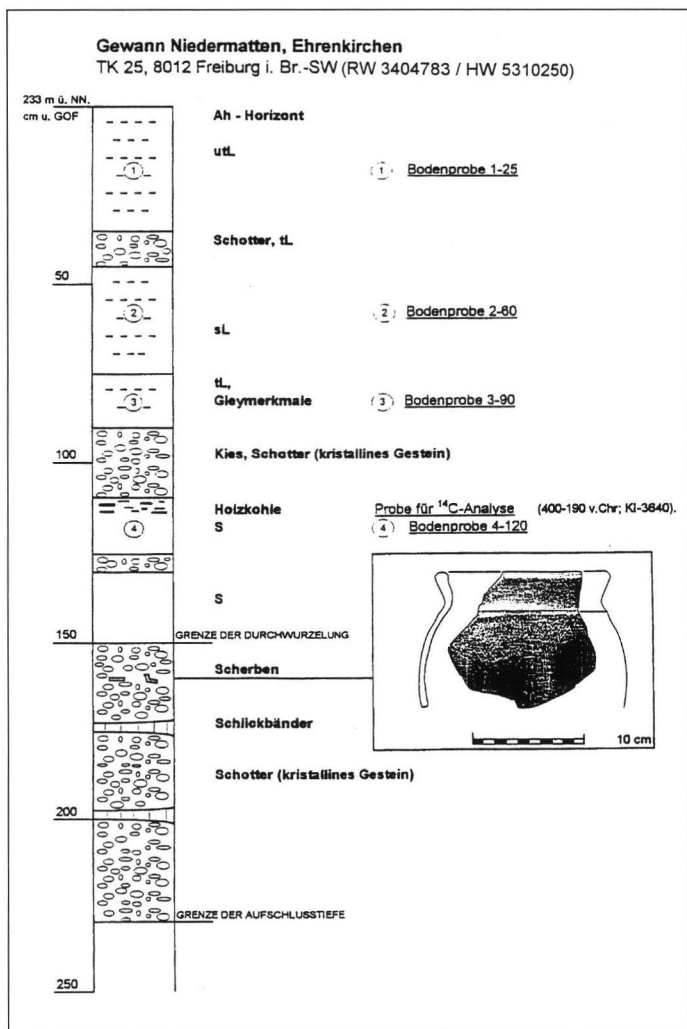 Gewann Niedermatten, Ehrenkirchen
TK 25, 8012 Freiburg i. Br.-SW (RW 3404783 / HW 5310250)
233 m ü. NN.
cm u. GOF
Ah - Horizont
utL
1
1 Bodenprobe 1-25
Schotter, tL
50
2
2 Bodenprobe 2-60
sL
tL,
Gleymerkmale
3
3 Bodenprobe 3-90
100
Kies, Schotter (kristallines Gestein)
Holzkohle Probe für ¹⁴C-Analyse (400-190 v.Chr; KI-3640).
4
S 4 Bodenprobe 4-120
S
150
GRENZE DER DURCHWURZELUNG
Scherben
Schlickbänder
10 cm
Schotter (kristallines Gestein)
200
GRENZE DER AUFSCHLUSSTIEFE
250